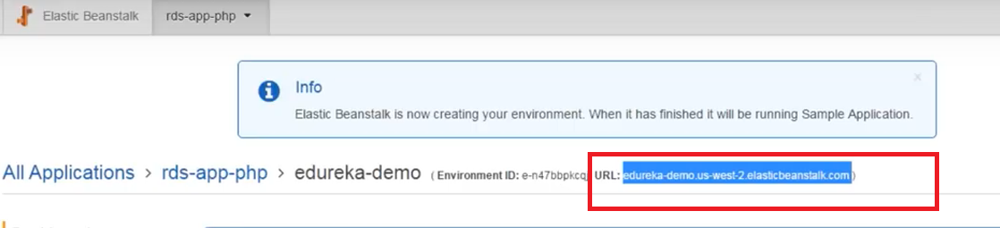 Elastic Beanstalk rds-app-php
Info ×
Elastic Beanstalk is now creating your environment. When it has finished it will be running Sample Application.
All Applications > rds-app-php > edureka-demo ( Environment ID: e-n47bbpkcqj URL: edureka-demo.us-west-2.elasticbeanstalk.com )